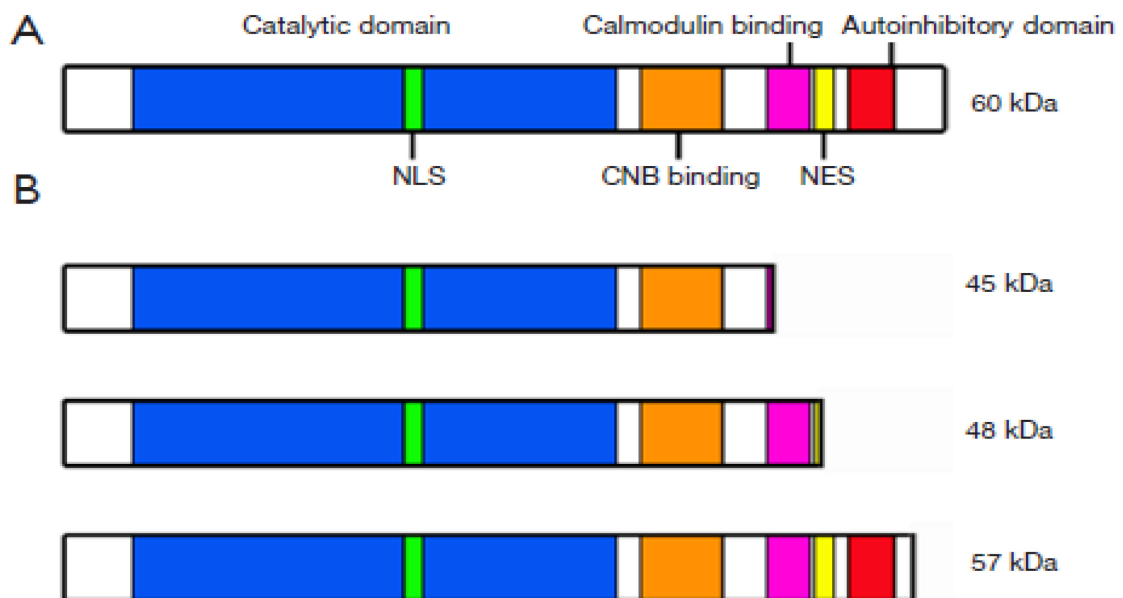 A
Catalytic domain Calmodulin binding Autoinhibitory domain
60 kDa
NLS CNB binding NES
B
45 kDa
48 kDa
57 kDa